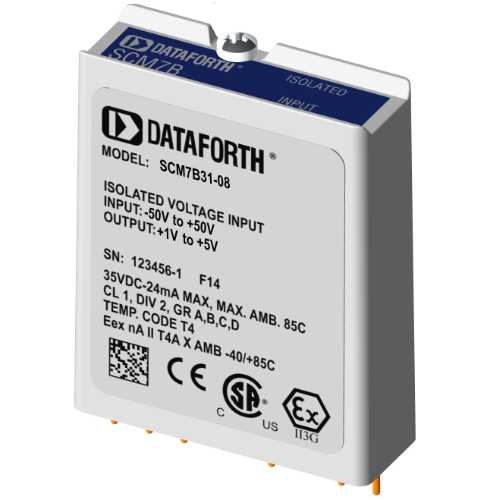 DATAFORTH®
SCM7B
ISOLATED
INPUT
DATAFORTH®
MODEL: SCM7B31-08
ISOLATED VOLTAGE INPUT
INPUT:-50V to +50V
OUTPUT:+1V to +5V
SN: 123456-1 F14
35VDC-24mA MAX, MAX. AMB. 85C
CL 1, DIV 2, GR A,B,C,D
TEMP. CODE T4
Eex nA II T4A X AMB -40/+85C
CE
C SA US
®
Ex
II3G